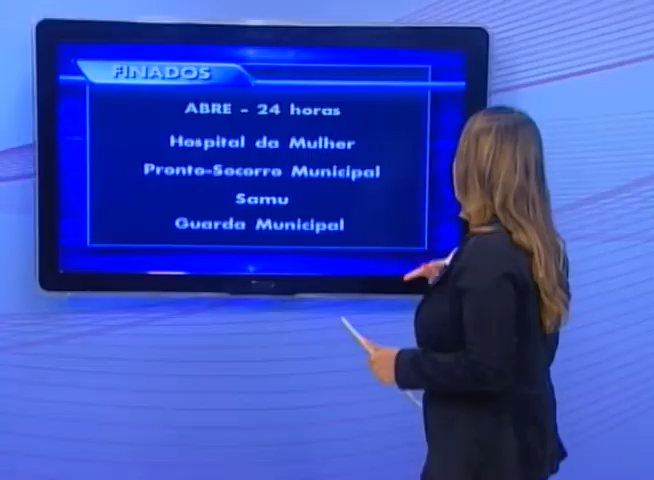 FINADOS
ABRE - 24 horas
Hospital da Mulher
Pronto-Socorro Municipal
Samu
Guarda Municipal